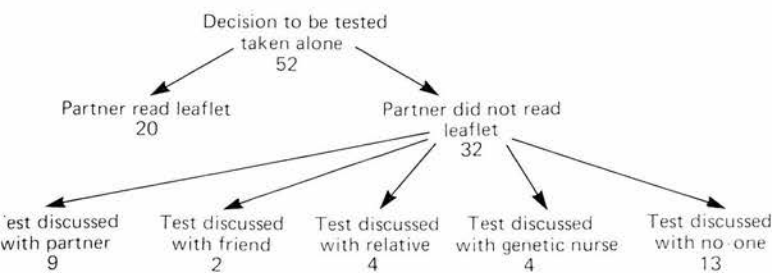 Decision to be tested
taken alone
52
Partner read leaflet
20
Partner did not read
leaflet
32
est discussed
with partner
9
Test discussed
with friend
2
Test discussed
with relative
4
Test discussed
with genetic nurse
4
Test discussed
with no-one
13